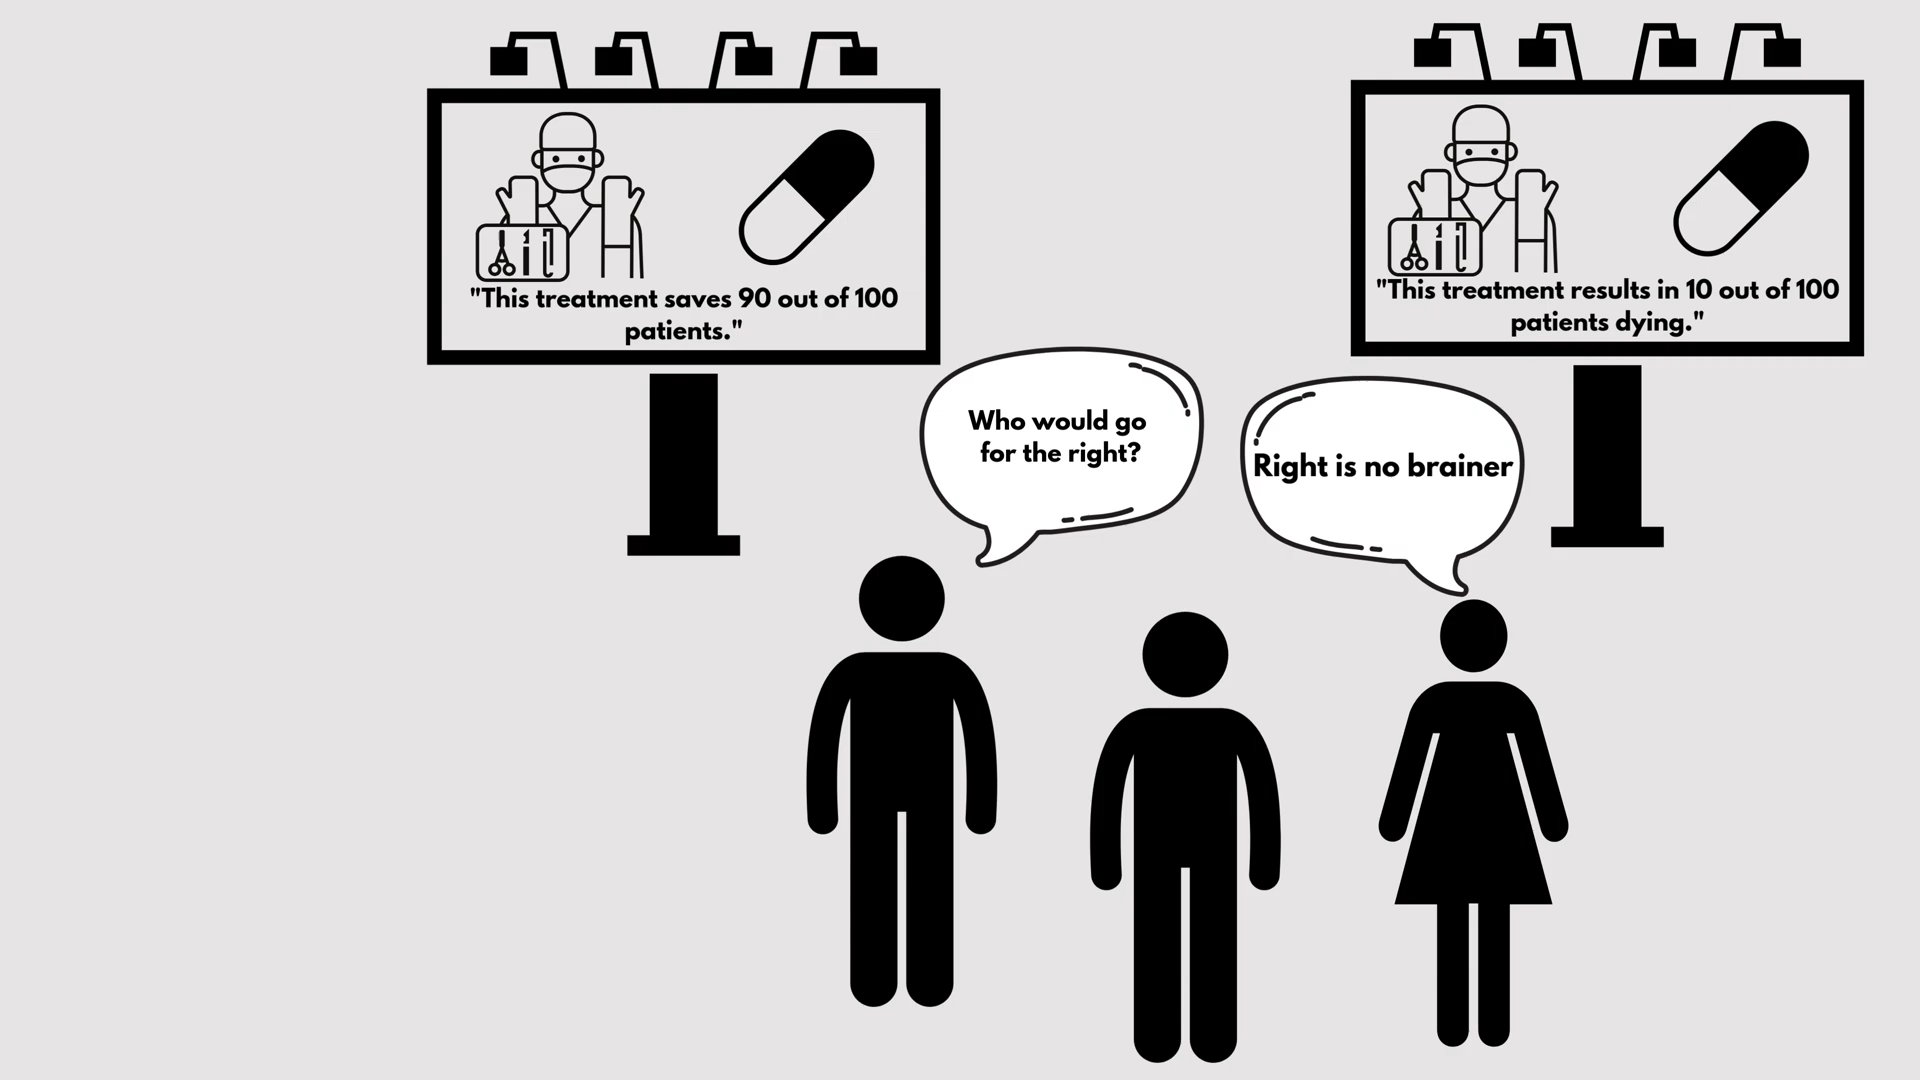 "This treatment saves 90 out of 100
patients."
"This treatment results in 10 out of 100
patients dying."
Who would go
for the right?
Right is no brainer